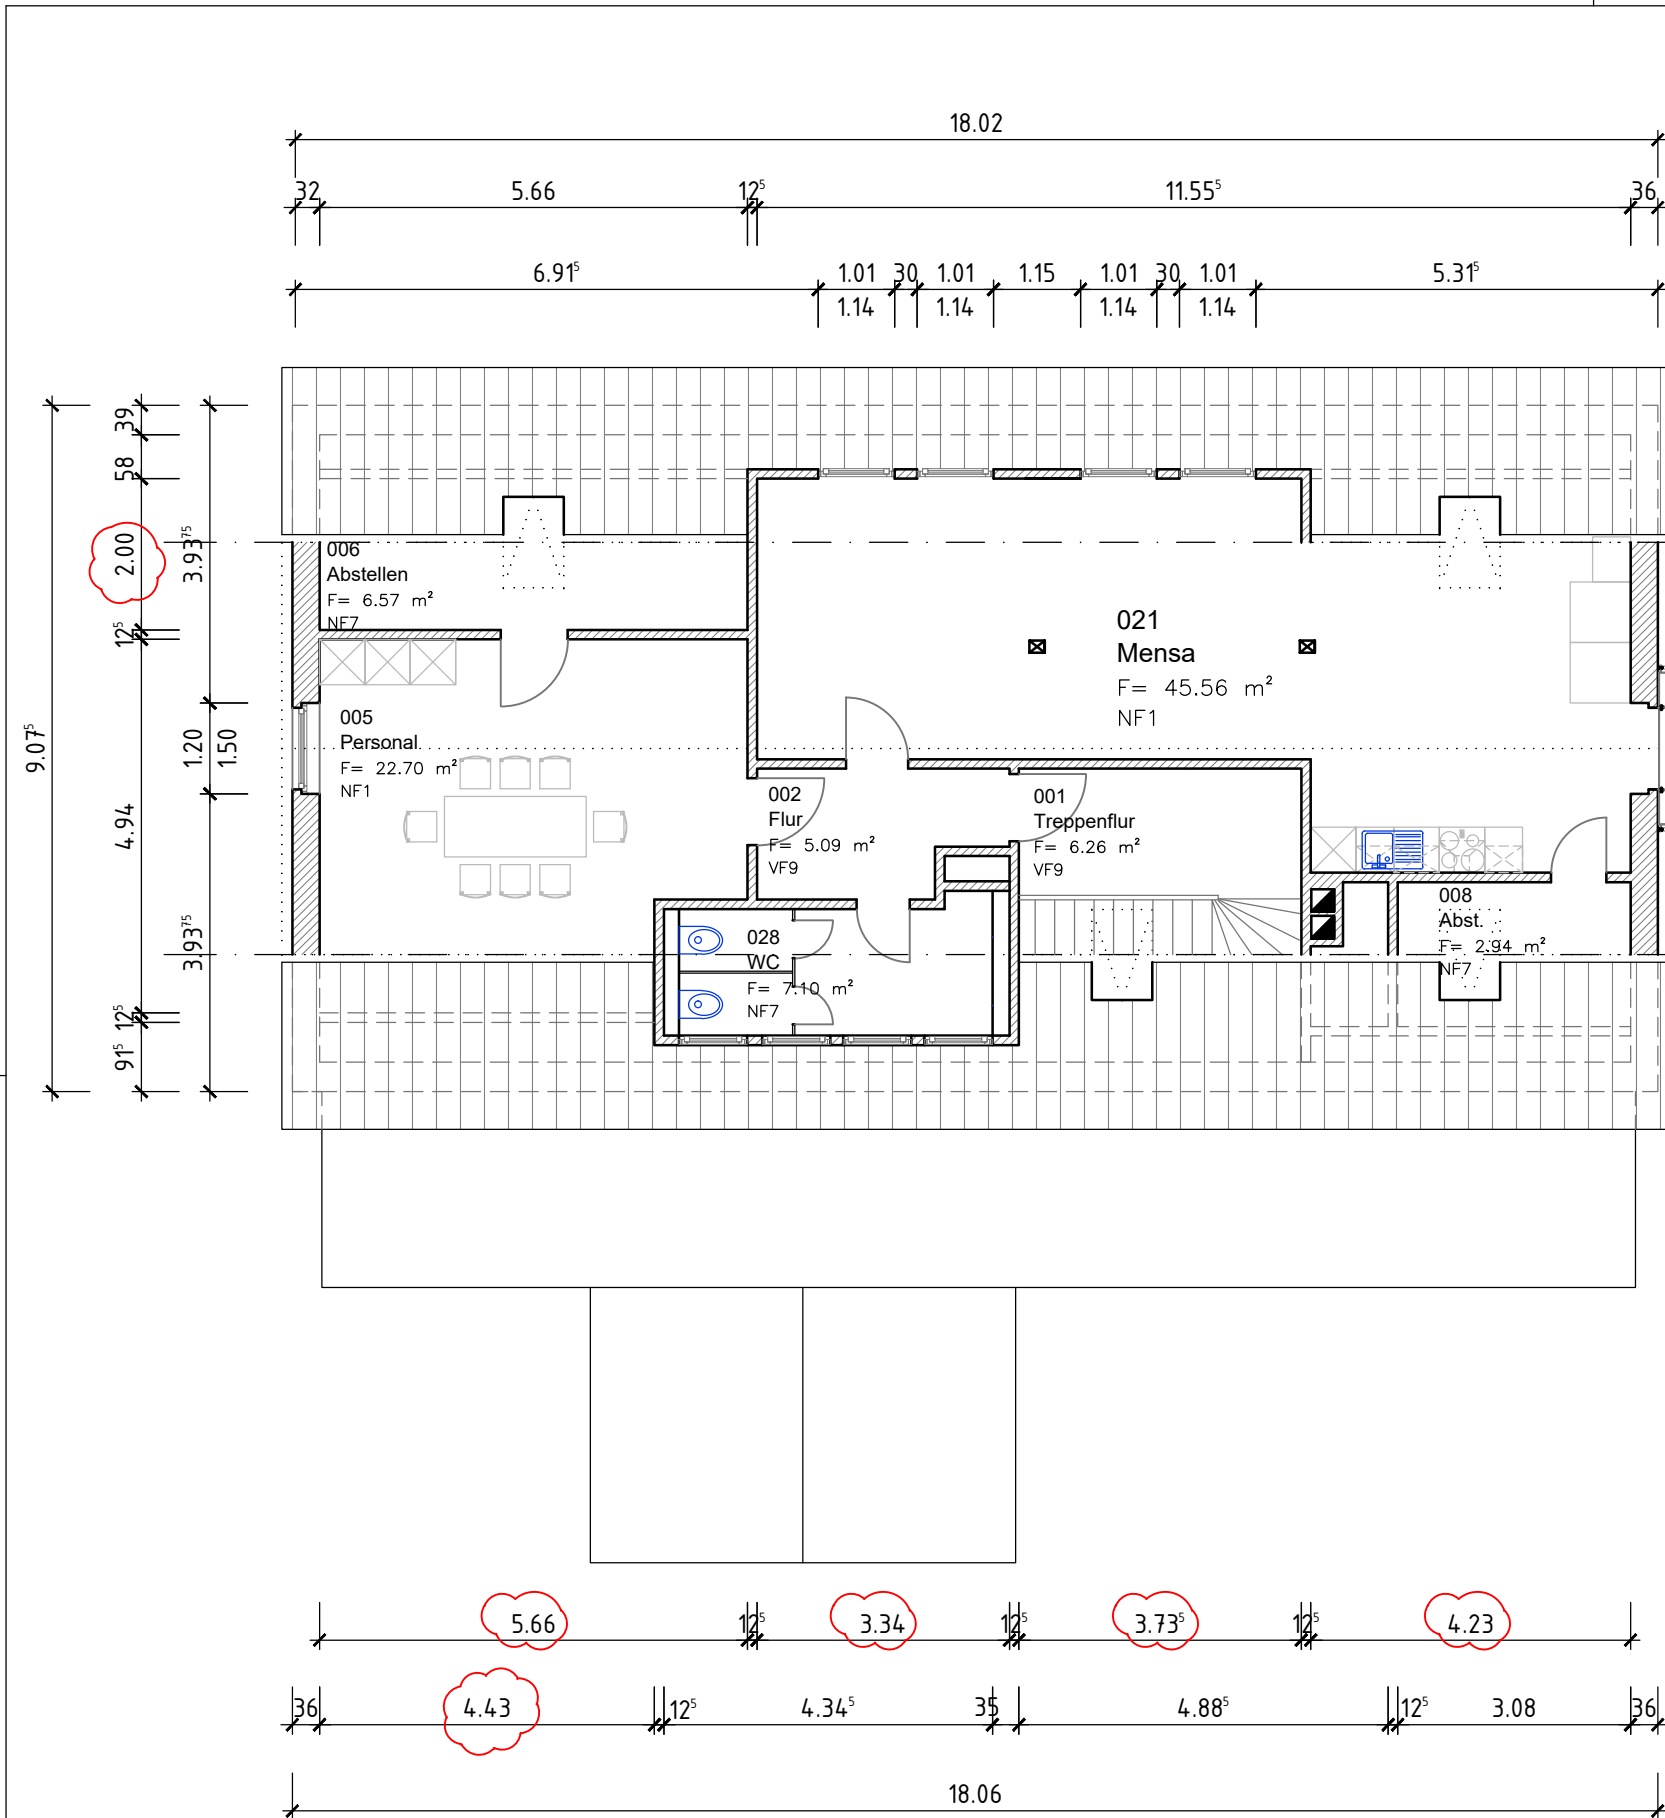 18.02
32 5.66 12⁵ 11.55⁵ 36
6.91⁵ 1.01 30 1.01 1.15 1.01 30 1.01 5.31⁵
1.14 1.14 1.14 1.14
9.07⁵
39 58 2.00 12⁵ 4.94 12⁵ 91⁵
3.93⁷⁵ 1.20 3.93⁷⁵
1.50
006
Abstellen
F= 6.57 m²
NF7
021
Mensa
F= 45.56 m²
NF1
005
Personal
F= 22.70 m²
NF1
002
Flur
F= 5.09 m²
VF9
001
Treppenflur
F= 6.26 m²
VF9
008
Abst.
F= 2.94 m²
NF7
028
WC
F= 7.10 m²
NF7
5.66 12⁵ 3.34 12⁵ 3.73⁵ 12⁵ 4.23
36 4.43 12⁵ 4.34⁵ 35 4.88⁵ 12⁵ 3.08 36
18.06